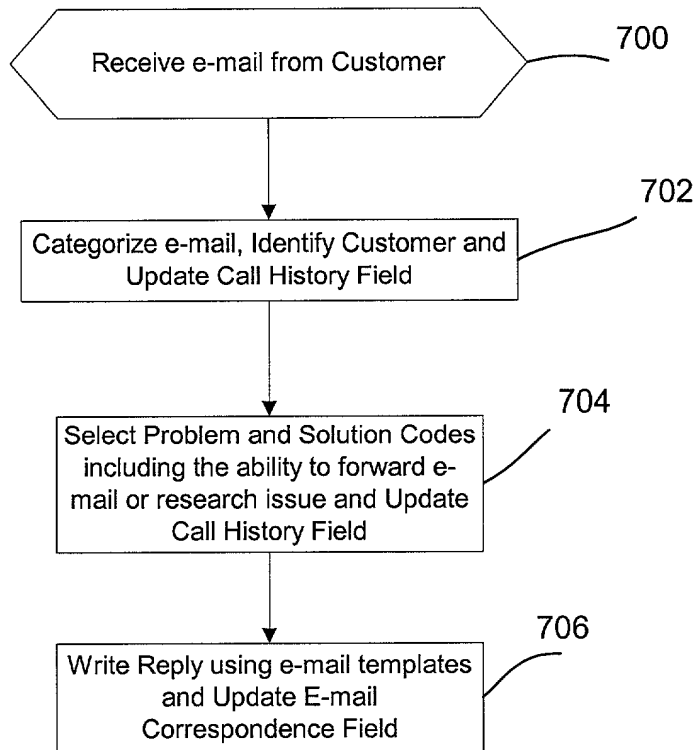 Receive e-mail from Customer
700
702
Categorize e-mail, Identify Customer and
Update Call History Field
704
Select Problem and Solution Codes
including the ability to forward e-
mail or research issue and Update
Call History Field
706
Write Reply using e-mail templates
and Update E-mail
Correspondence Field